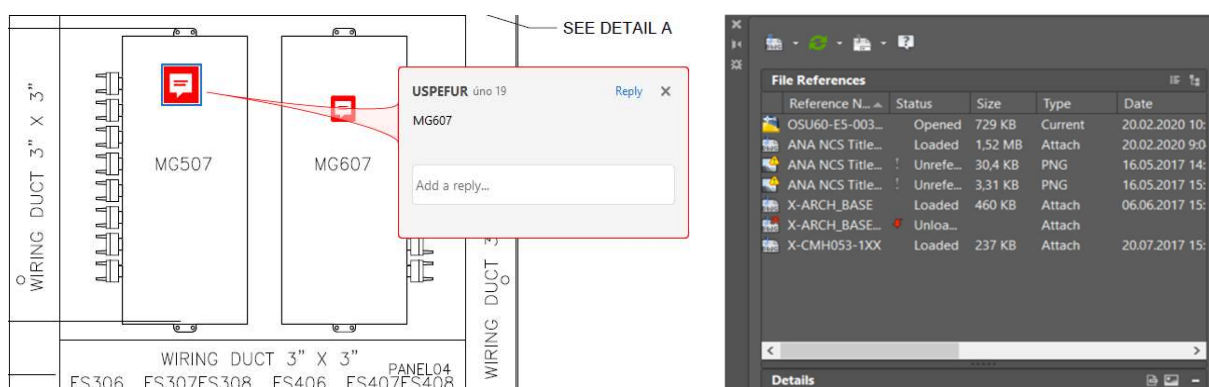 SEE DETAIL A
WIRING DUCT 3" X 3"
MG507
MG607
USPEFUR úno 19
Reply
MG607
Add a reply...
WIRING DUCT 3
WIRING
WIRING DUCT 3" X 3"
PANEL04
FS306 FS307FS308 FS406 FS407FS408
File References
Reference N... Status Size Type Date
OSU60-E5-003... Opened 729 KB Current 20.02.2020 10:
ANA NCS Title... Loaded 1,52 MB Attach 20.02.2020 9:0
ANA NCS Title... ! Unrefe... 30,4 KB PNG 16.05.2017 14:
ANA NCS Title... ! Unrefe... 3,31 KB PNG 16.05.2017 15:
X-ARCH_BASE Loaded 460 KB Attach 06.06.2017 15:
X-ARCH_BASE... Unloa... Attach
X-CMH053-1XX Loaded 237 KB Attach 20.07.2017 15:
Details